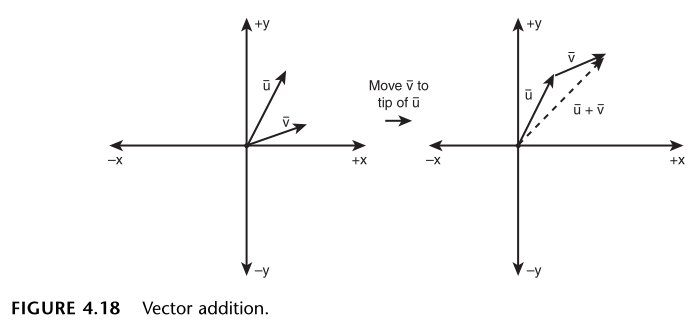 +y
ū
v̄
–x
+x
–y
Move v̄ to
tip of ū
+y
v̄
ū
ū + v̄
–x
+x
–y
FIGURE 4.18 Vector addition.